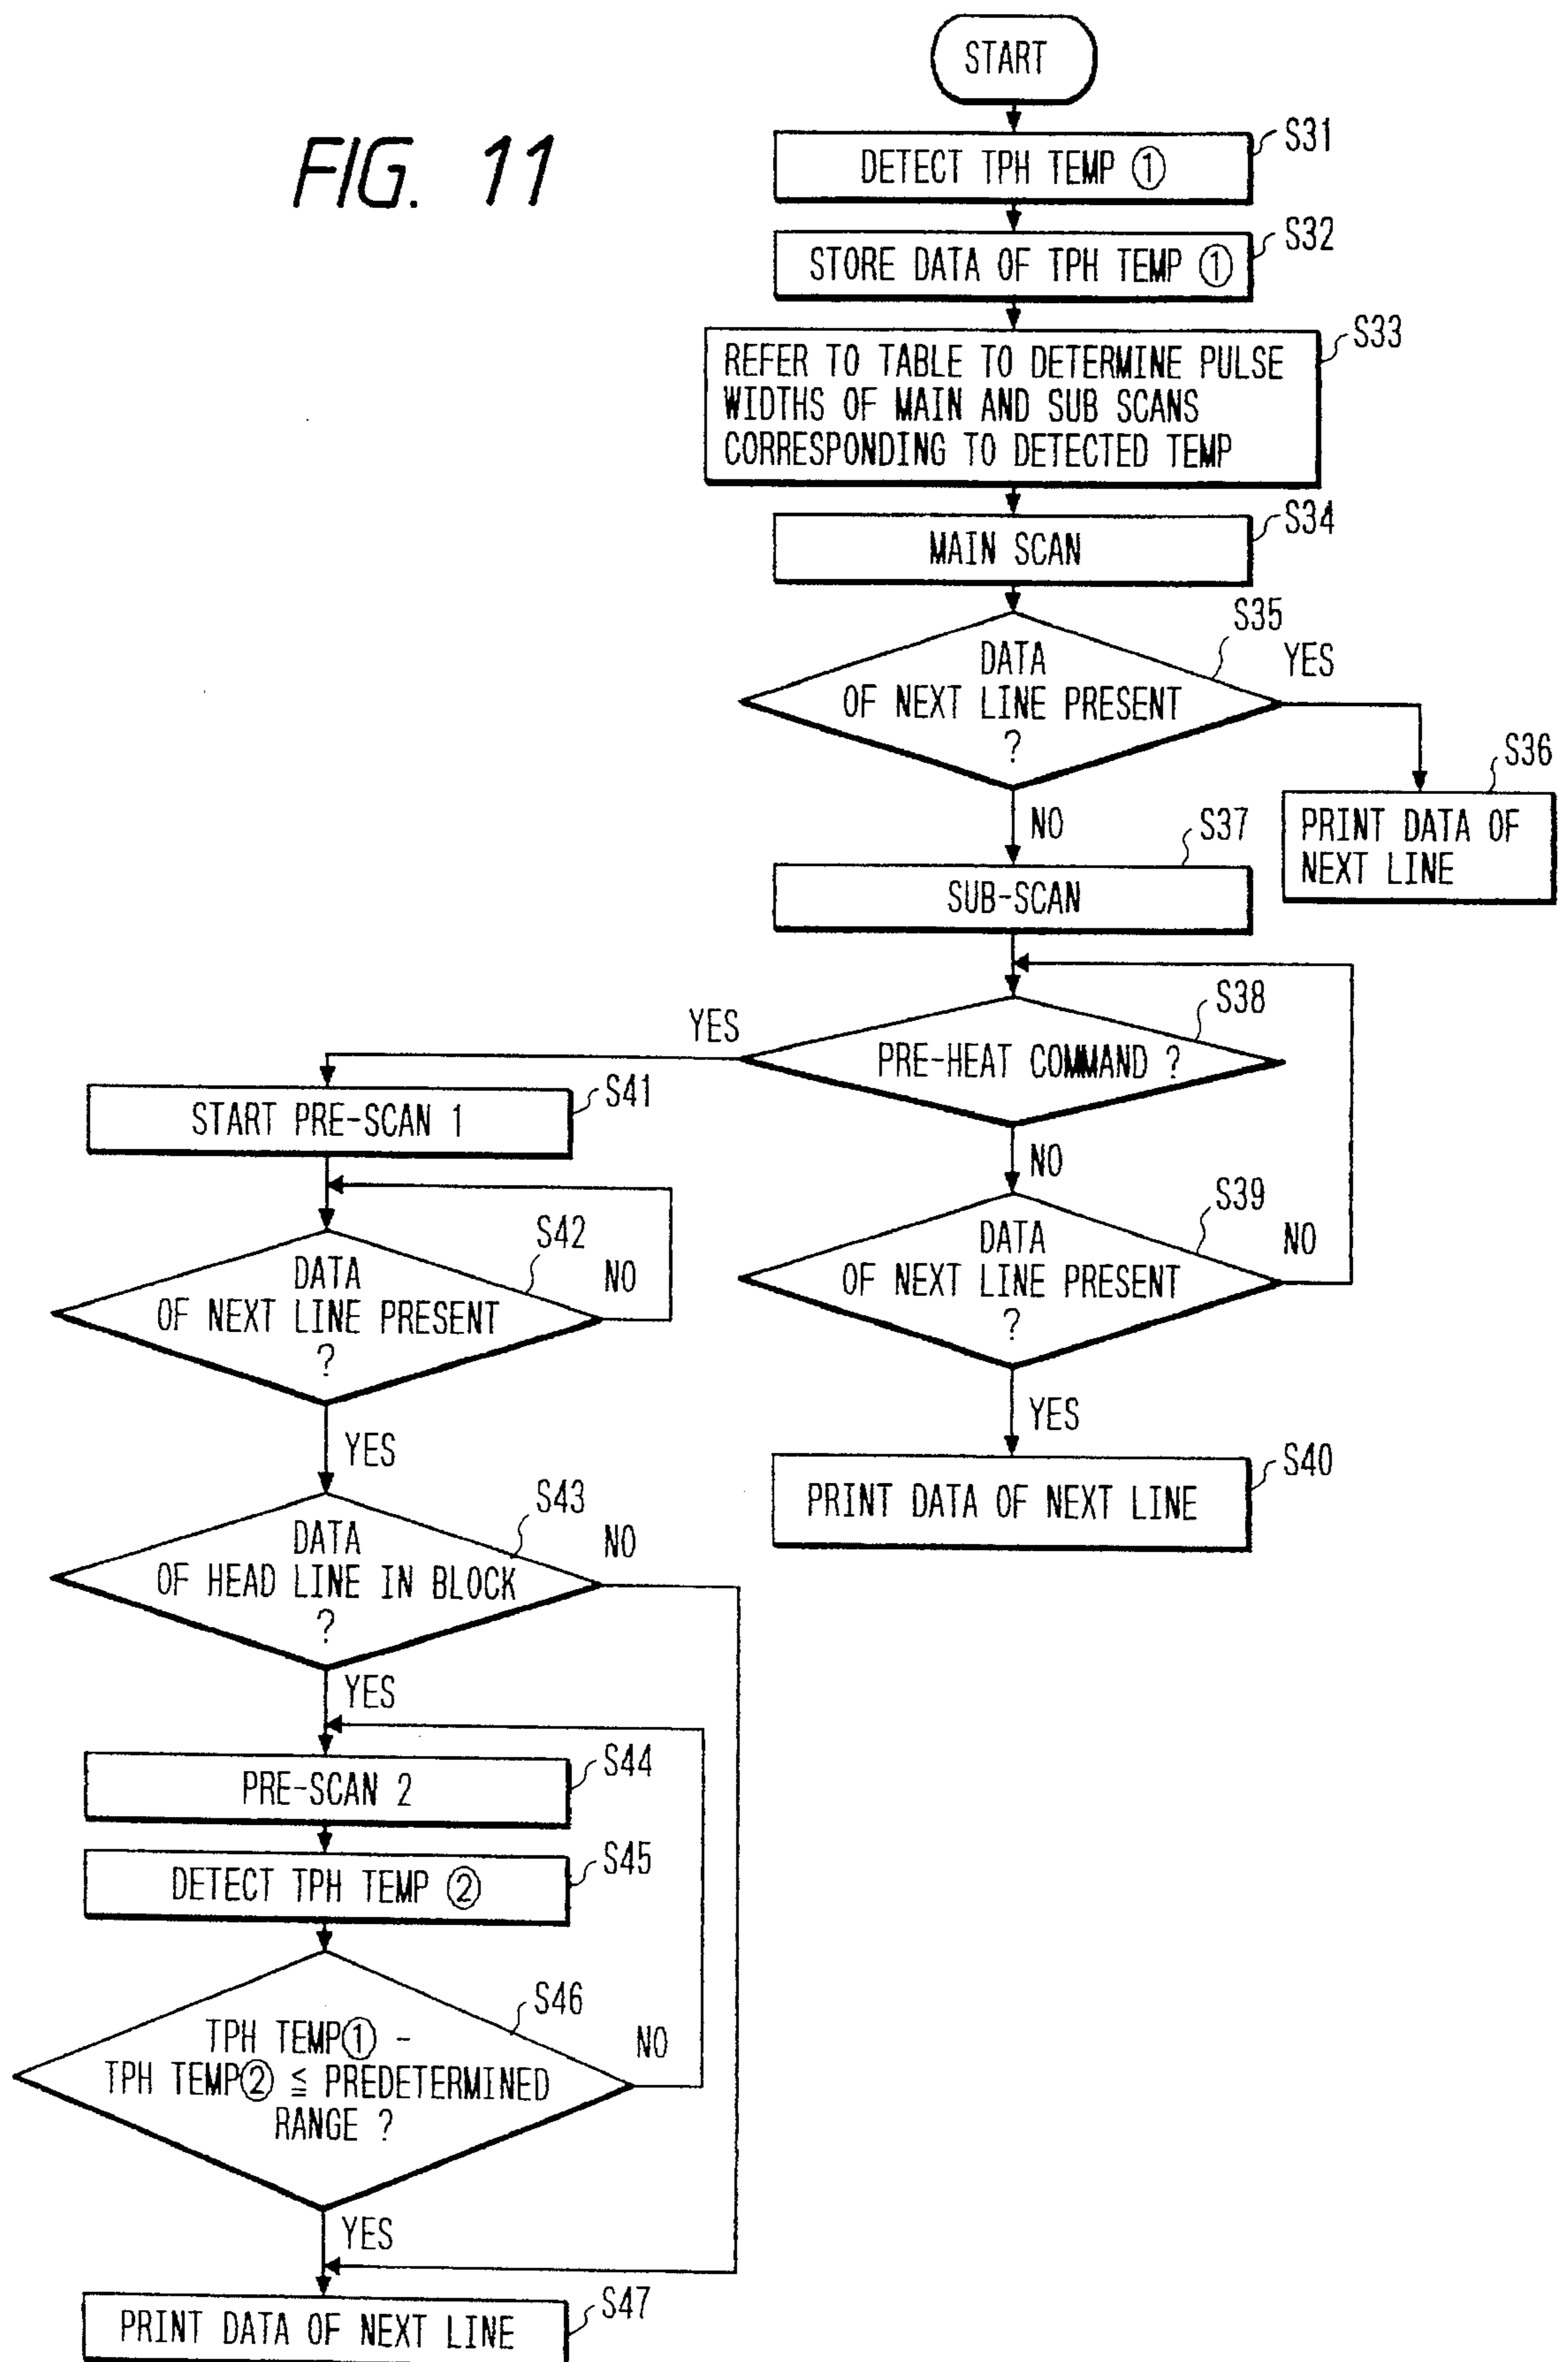 FIG. 11
START
S31
DETECT TPH TEMP ①
S32
STORE DATA OF TPH TEMP ①
S33
REFER TO TABLE TO DETERMINE PULSE
WIDTHS OF MAIN AND SUB SCANS
CORRESPONDING TO DETECTED TEMP
S34
MAIN SCAN
S35
DATA
OF NEXT LINE PRESENT
?
YES
S36
PRINT DATA OF
NEXT LINE
NO
S37
SUB-SCAN
S38
PRE-HEAT COMMAND ?
YES
NO
S39
DATA
OF NEXT LINE PRESENT
?
NO
YES
S40
PRINT DATA OF NEXT LINE
S41
START PRE-SCAN 1
S42
DATA
OF NEXT LINE PRESENT
?
NO
YES
S43
DATA
OF HEAD LINE IN BLOCK
?
NO
YES
S44
PRE-SCAN 2
S45
DETECT TPH TEMP ②
S46
TPH TEMP① -
TPH TEMP② ≦ PREDETERMINED
RANGE ?
NO
YES
S47
PRINT DATA OF NEXT LINE